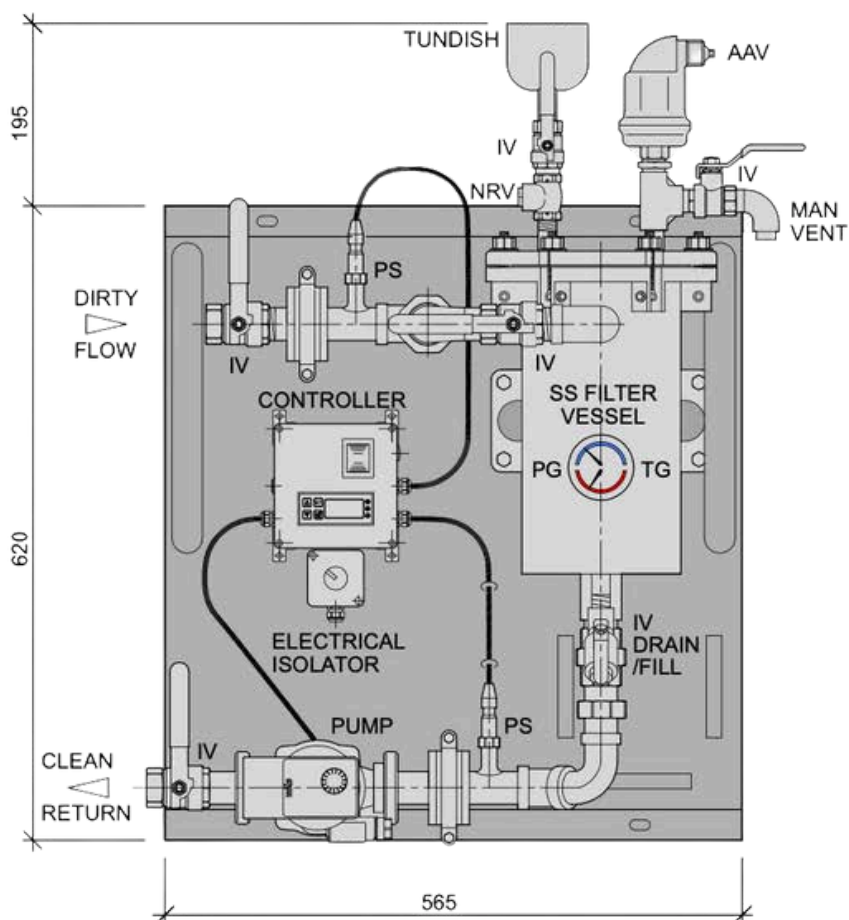 TUNDISH
AAV
195
IV
IV
NRV
MAN
VENT
PS
DIRTY
FLOW
IV
IV
CONTROLLER
SS FILTER
VESSEL
PG
TG
620
IV
DRAIN
/FILL
ELECTRICAL
ISOLATOR
PUMP
PS
IV
CLEAN
RETURN
565